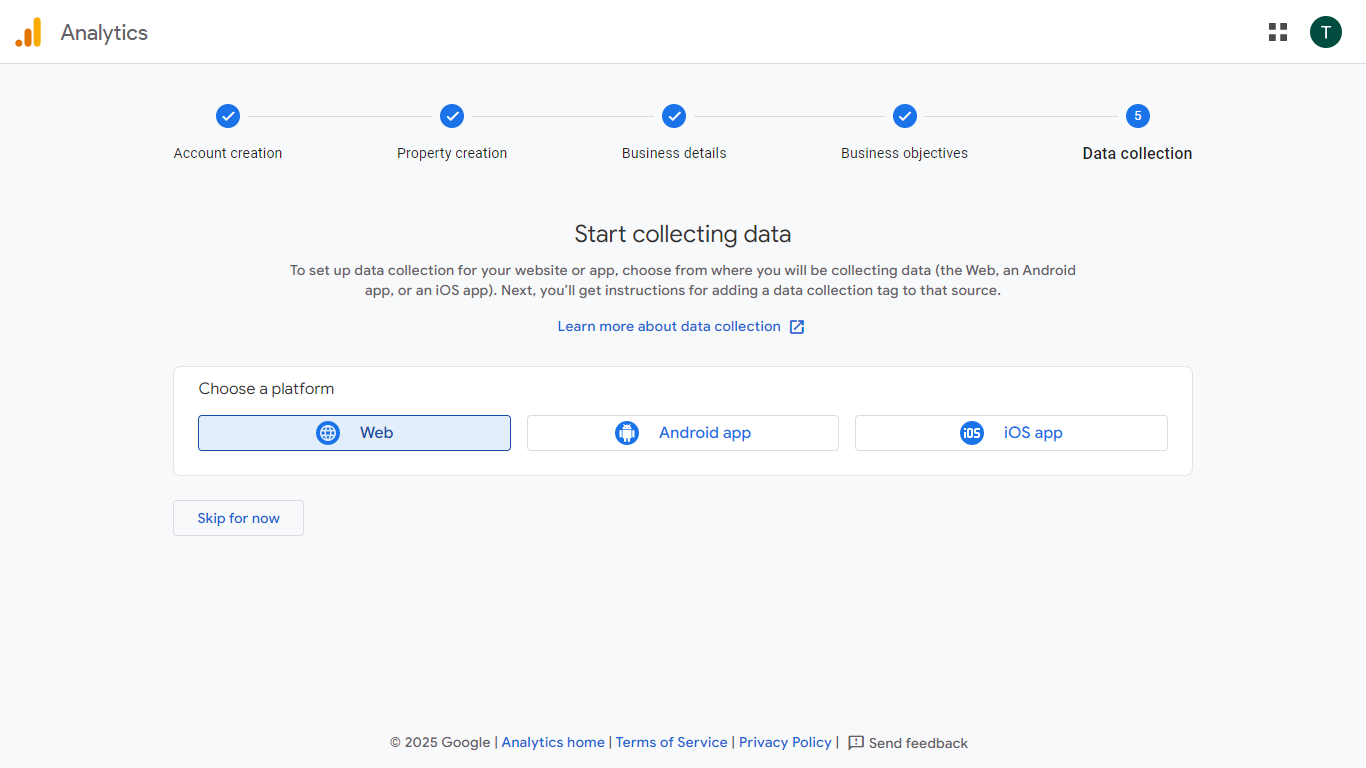 Analytics
T
5
Account creation
Property creation
Business details
Business objectives
Data collection
Start collecting data
To set up data collection for your website or app, choose from where you will be collecting data (the Web, an Android
app, or an iOS app). Next, you’ll get instructions for adding a data collection tag to that source.
Learn more about data collection
Choose a platform
Web
Android app
iOS
iOS app
Skip for now
© 2025 Google | Analytics home | Terms of Service | Privacy Policy | Send feedback